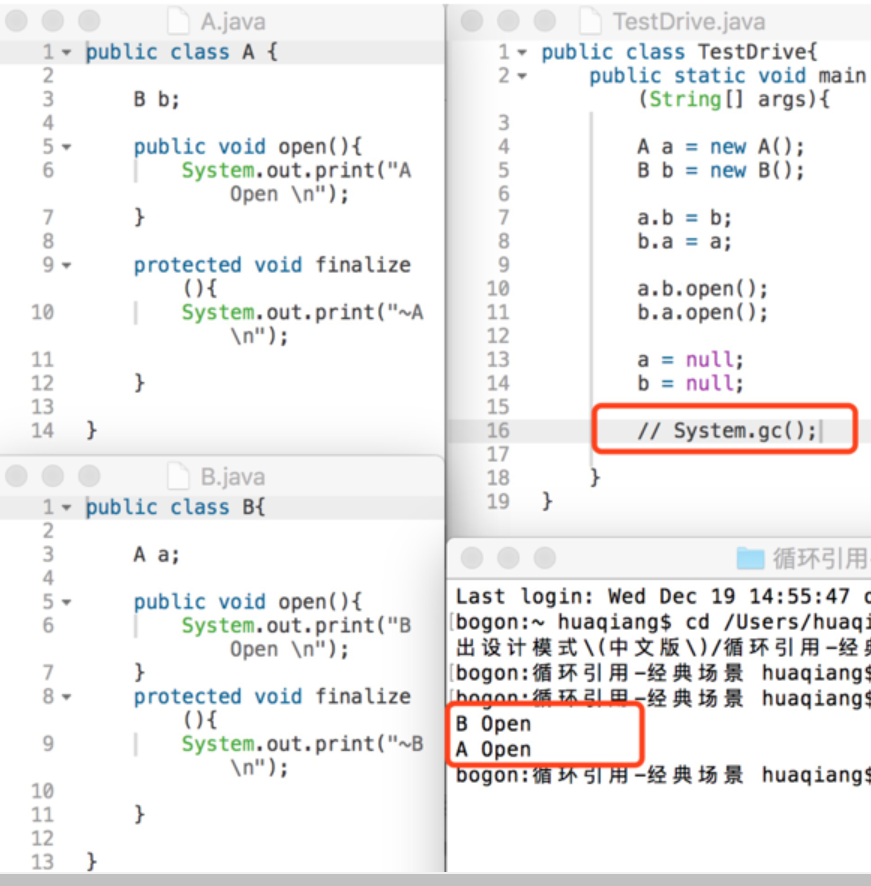 A.java
1 public class A {
2
3 B b;
4
5 public void open(){
6 System.out.print("A
Open \n");
7 }
8
9 protected void finalize
(){
10 System.out.print("~A
\n");
11
12 }
13
14 }
B.java
1 public class B{
2
3 A a;
4
5 public void open(){
6 System.out.print("B
Open \n");
7 }
8 protected void finalize
(){
9 System.out.print("~B
\n");
10
11 }
12
13 }
TestDrive.java
1 public class TestDrive{
2 public static void main
(String[] args){
3
4 A a = new A();
5 B b = new B();
6
7 a.b = b;
8 b.a = a;
9
10 a.b.open();
11 b.a.open();
12
13 a = null;
14 b = null;
15
16 // System.gc();
17
18 }
19 }
循环引用
Last login: Wed Dec 19 14:55:47
[bogon:~ huaqiang$ cd /Users/huaqi
出设计模式\(中文版\)/循环引用-经典
[bogon:循环引用-经典场景 huaqiang$
[bogon:循环引用-经典场景 huaqiang$
B Open
A Open
bogon:循环引用-经典场景 huaqiang$